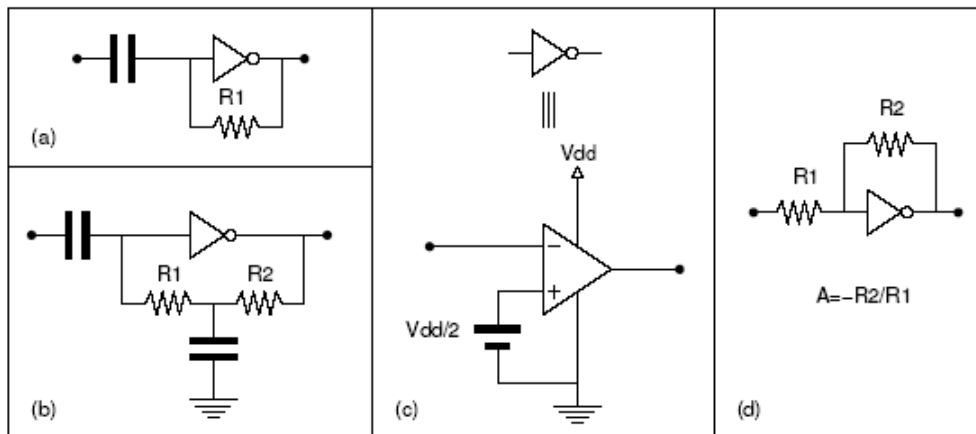 R1
(a)
R1 R2
(b)
Vdd
−
+
Vdd/2
(c)
R2
R1
A=−R2/R1
(d)